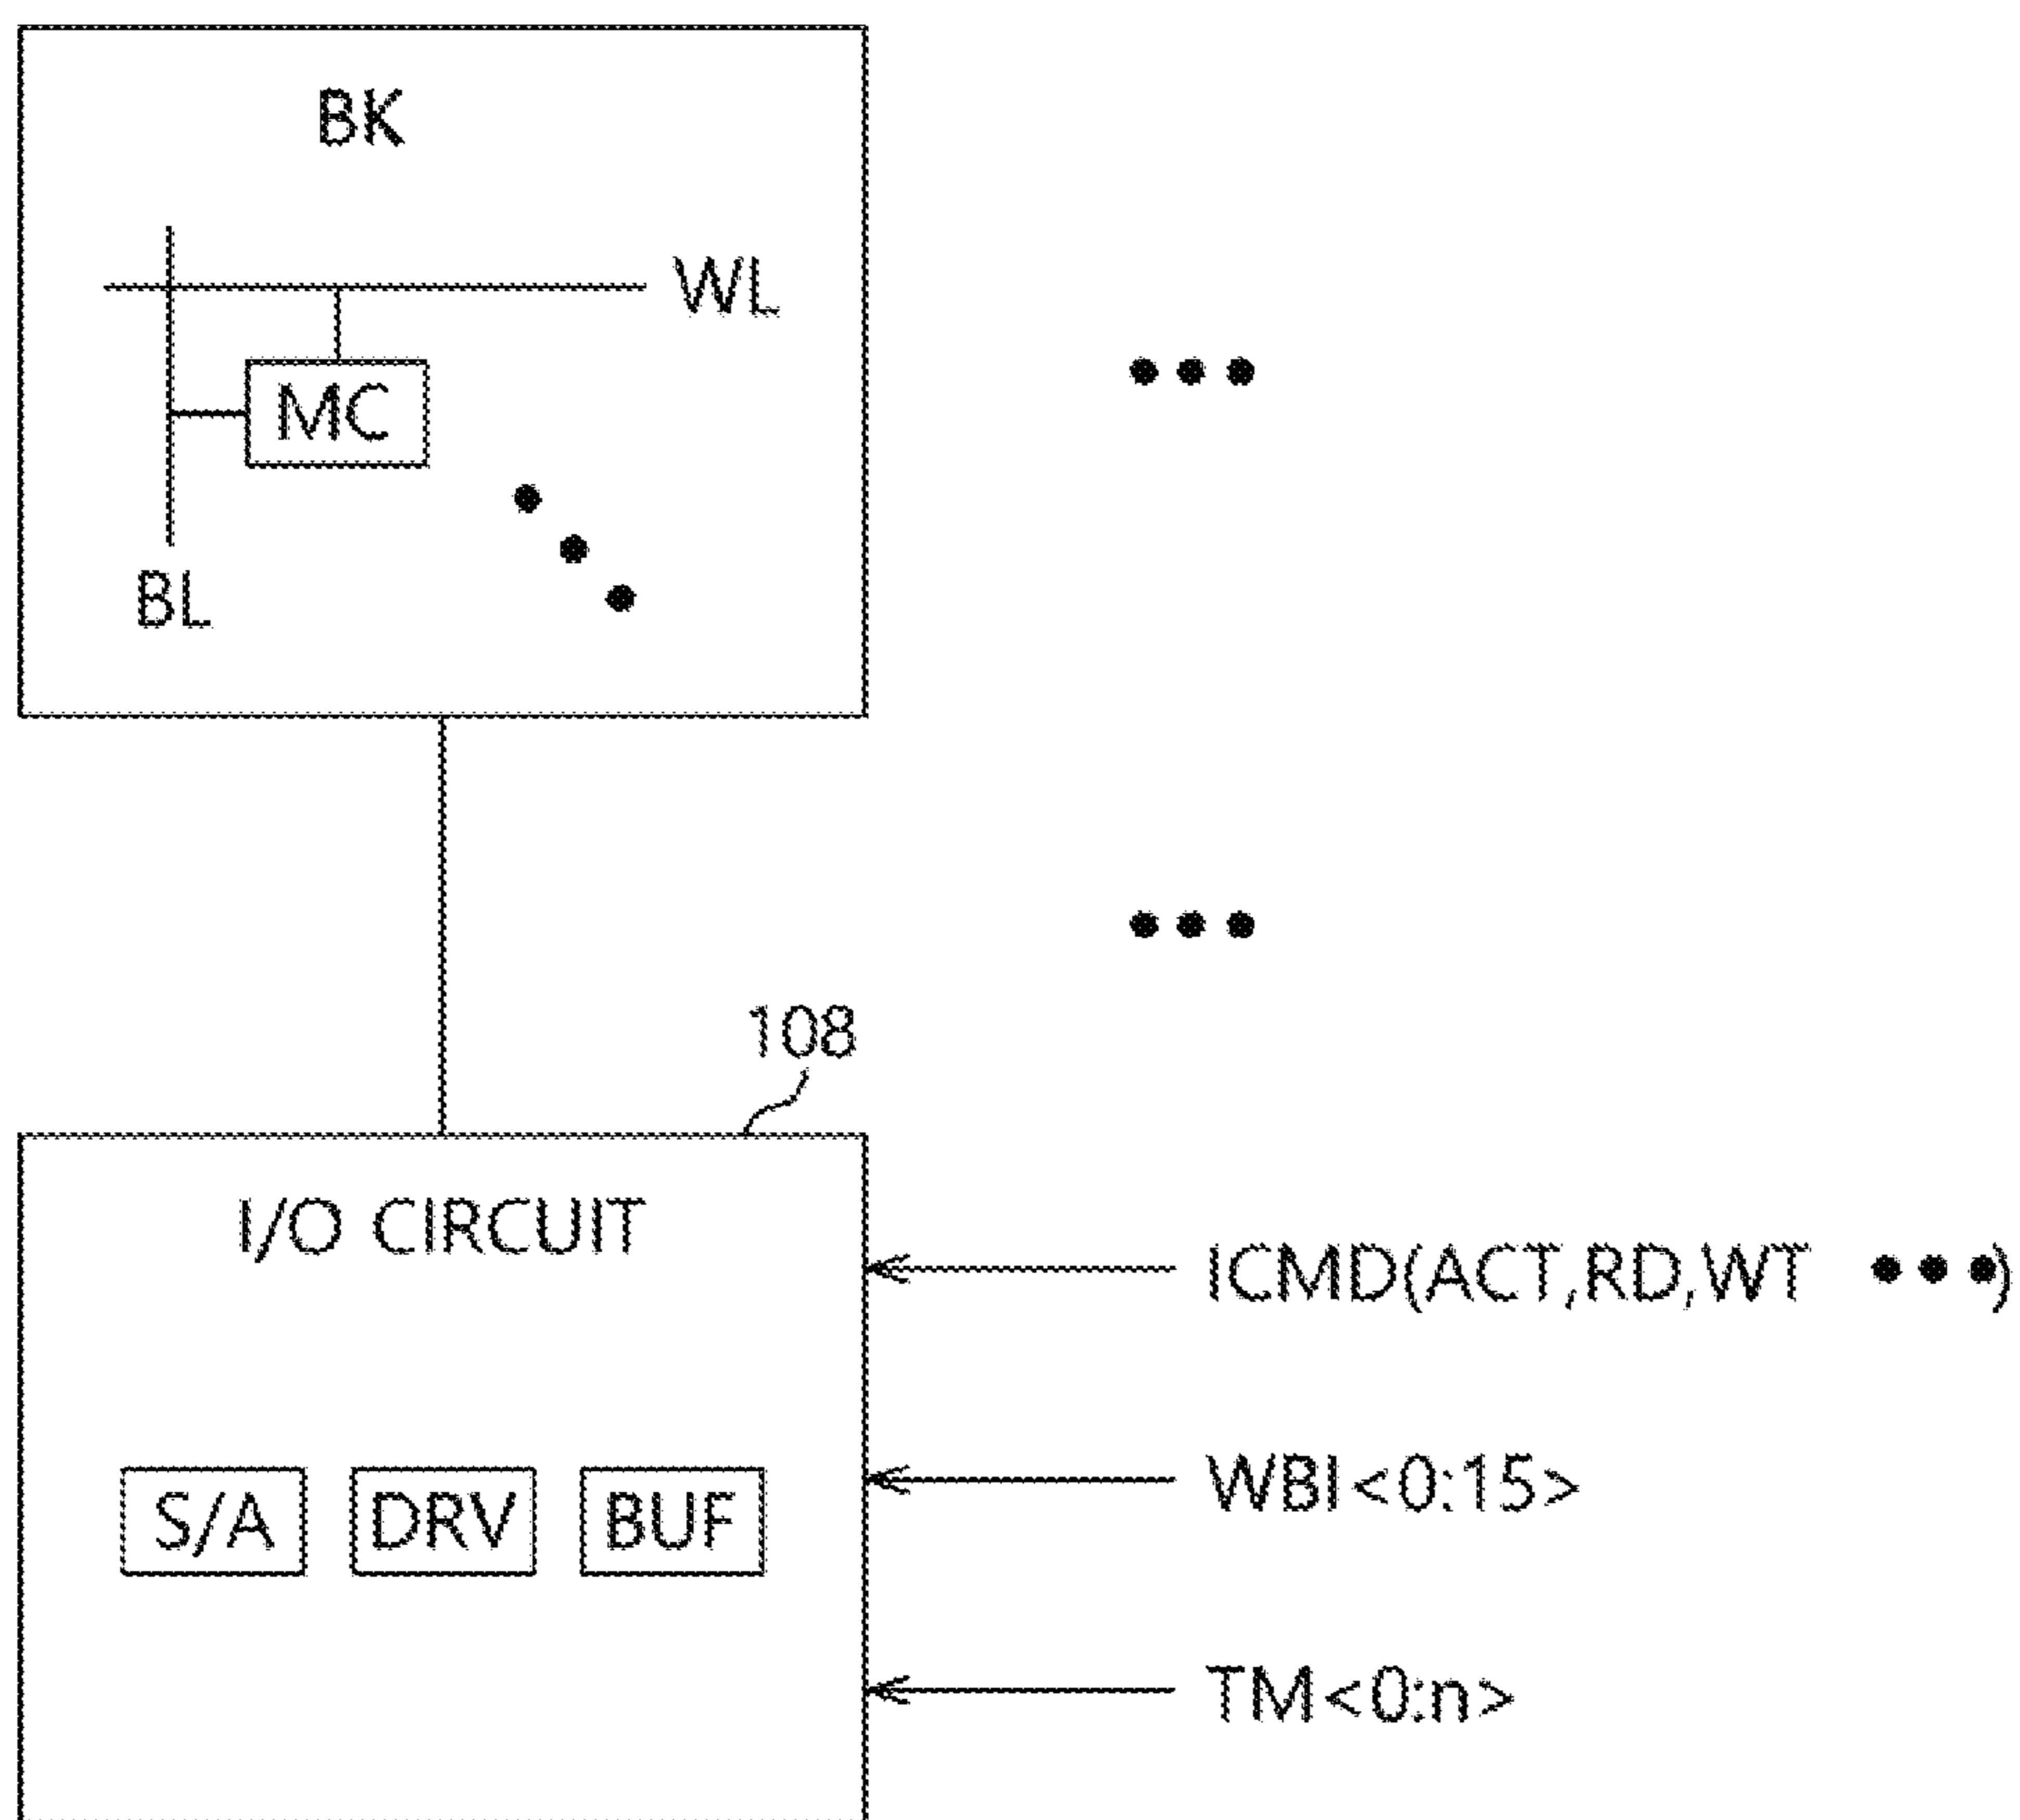 BK
WL
MC
BL
108
I/O CIRCUIT
ICMD(ACT,RD,WT •••)
S/A DRV BUF
WBI<0:15>
TM<0:n>